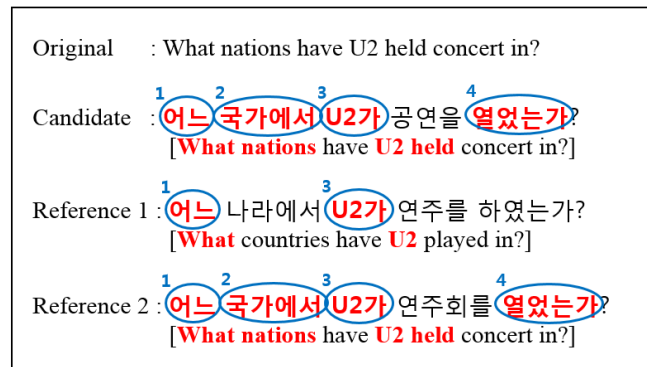 Original : What nations have U2 held concert in?
1 2 3 4
Candidate : 어느 국가에서 U2가 공연을 열었는가?
[What nations have U2 held concert in?]
1 3
Reference 1 : 어느 나라에서 U2가 연주를 하였는가?
[What countries have U2 played in?]
1 2 3 4
Reference 2 : 어느 국가에서 U2가 연주회를 열었는가?
[What nations have U2 held concert in?]